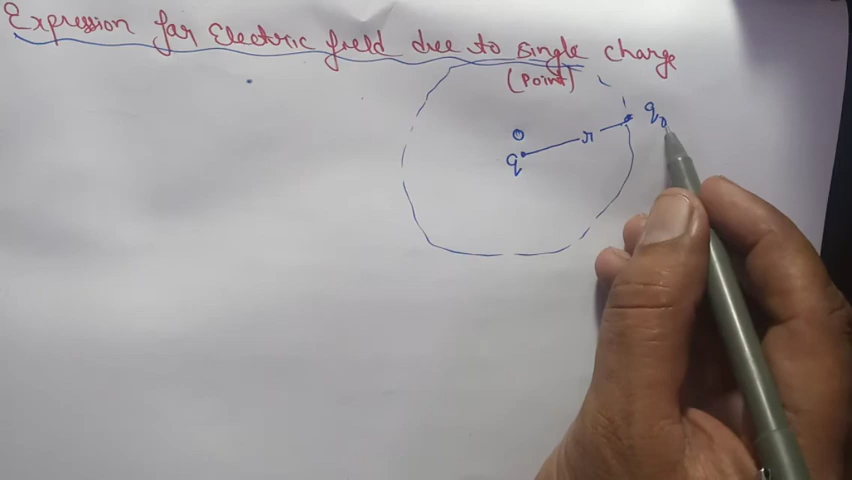 Expression for Electric field due to single charge
(Point)
q₀
O
r
q